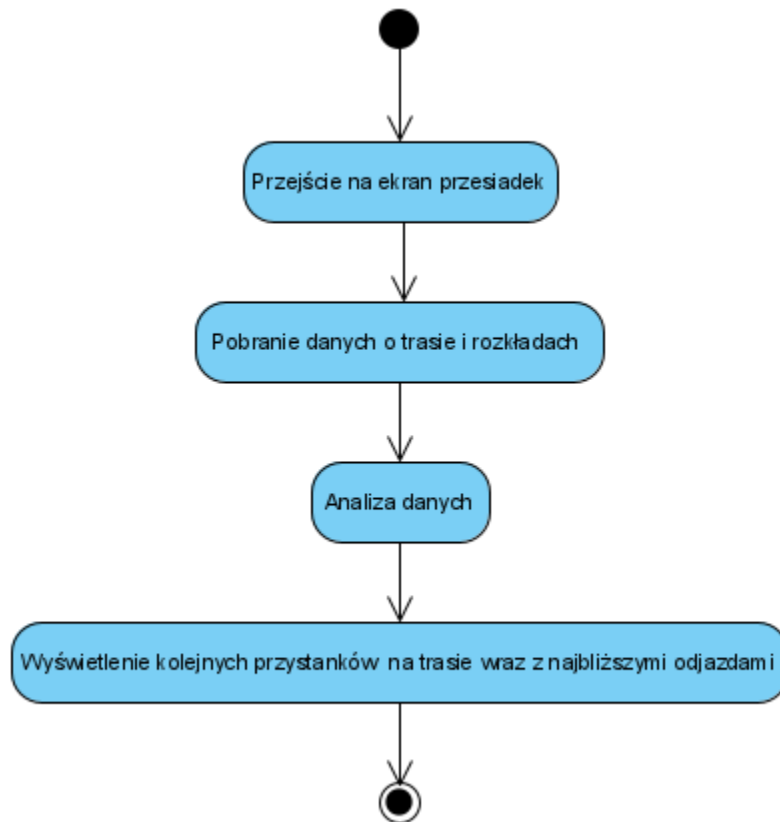 Przejście na ekran przesiadek
Pobranie danych o trasie i rozkładach
Analiza danych
Wyświetlenie kolejnych przystanków na trasie wraz z najbliższymi odjazdami